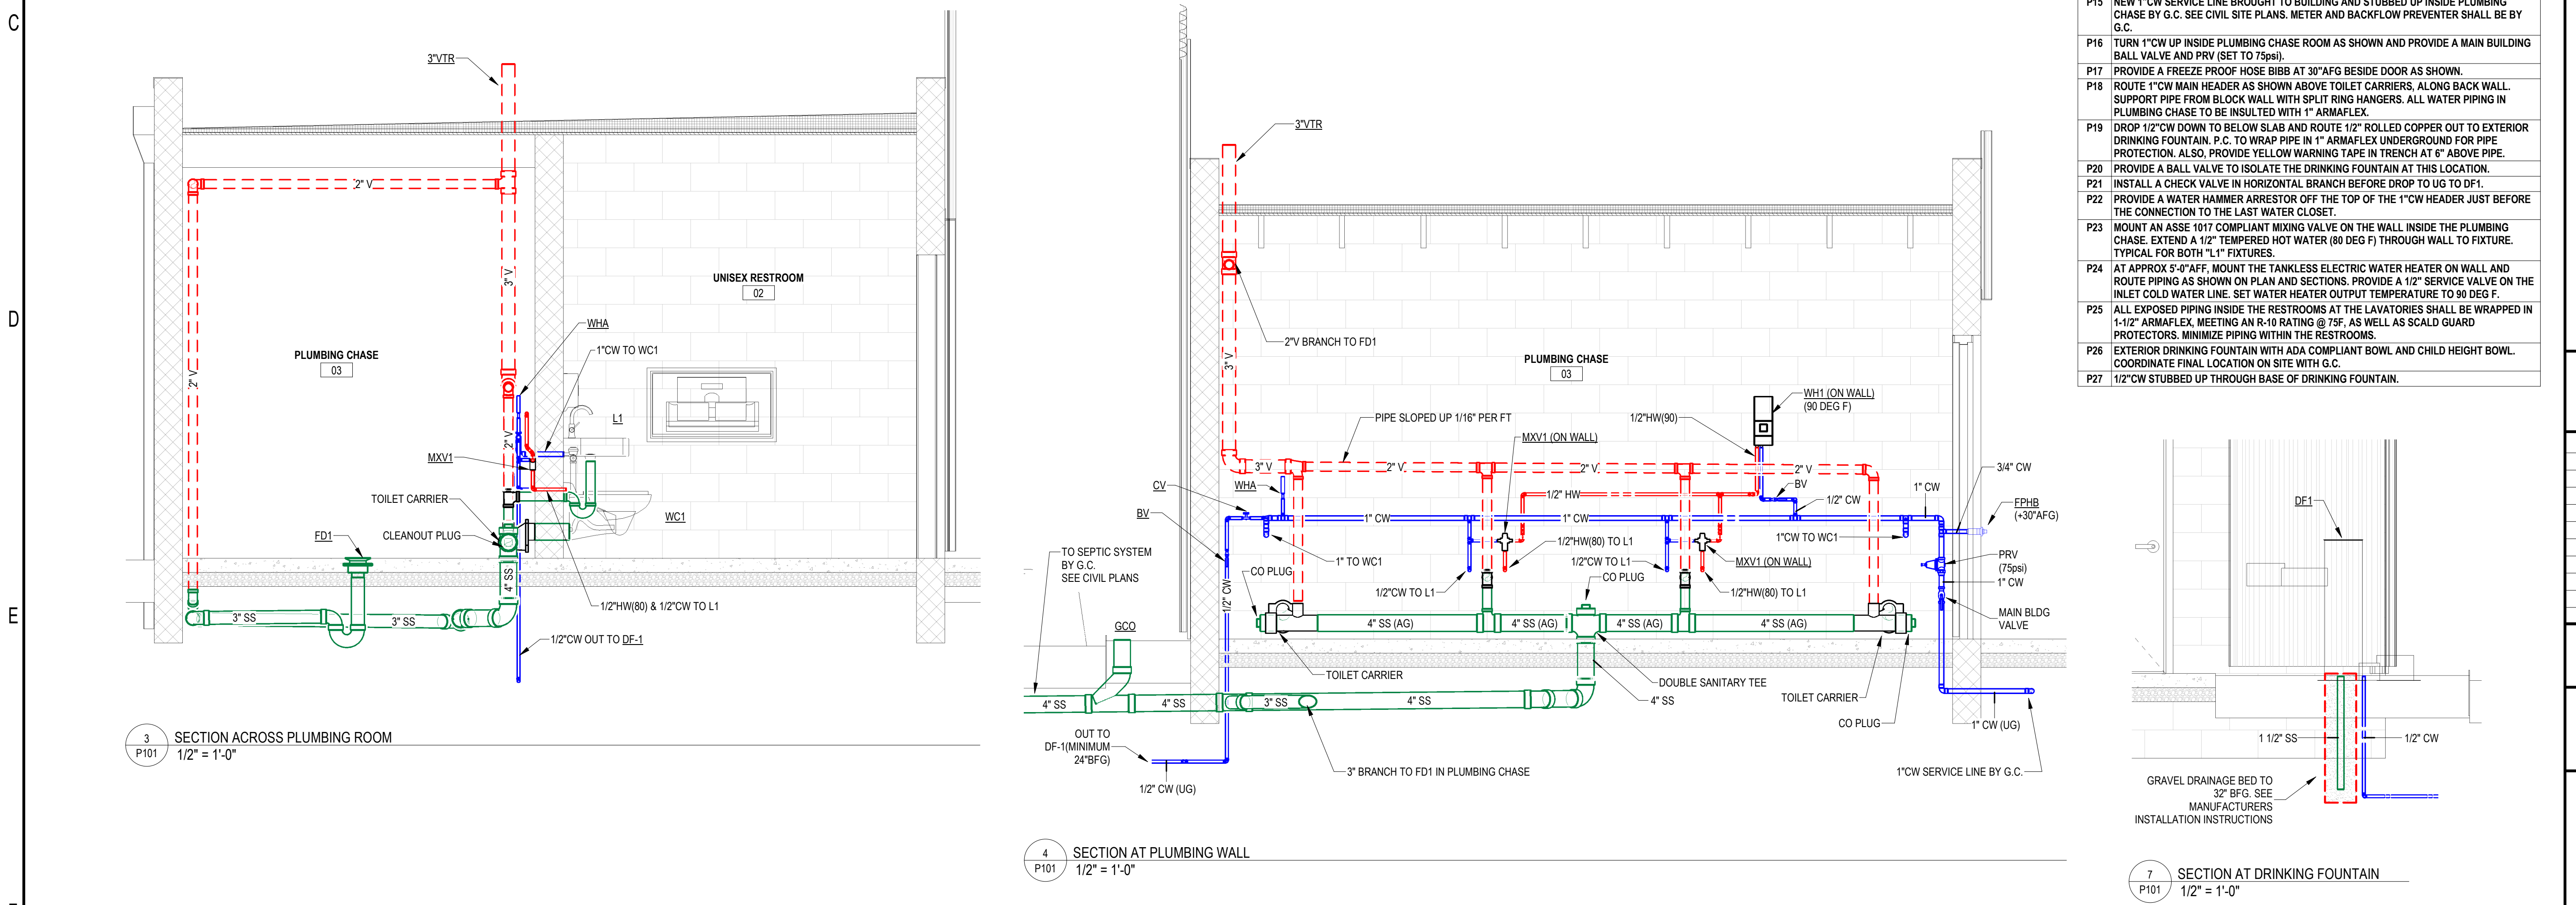 C
D
E
3"VTR
2" V
3" V
2" V
2" V
PLUMBING CHASE
03
UNISEX RESTROOM
02
WHA
1"CW TO WC1
L1
MXV1
TOILET CARRIER
WC1
FD1
CLEANOUT PLUG
4" SS
3" SS
3" SS
1/2"HW(80) & 1/2"CW TO L1
1/2"CW OUT TO DF-1
3
P101
SECTION ACROSS PLUMBING ROOM
1/2" = 1'-0"
3"VTR
2"V BRANCH TO FD1
3" V
PLUMBING CHASE
03
WH1 (ON WALL)
(90 DEG F)
PIPE SLOPED UP 1/16" PER FT
1/2"HW(90)
MXV1 (ON WALL)
3" V
2" V
2" V
2" V
3/4" CW
CV
WHA
1/2" HW
BV
1/2" CW
1" CW
BV
FPHB
(+30"AFG)
1" CW
1" CW
1"CW TO WC1
TO SEPTIC SYSTEM
BY G.C.
SEE CIVIL PLANS
1" TO WC1
1/2"HW(80) TO L1
1/2"CW TO L1
MXV1 (ON WALL)
PRV
(75psi)
CO PLUG
CO PLUG
1" CW
1/2" CW
1/2"CW TO L1
1/2"HW(80) TO L1
MAIN BLDG
VALVE
GCO
4" SS (AG)
4" SS (AG)
4" SS (AG)
4" SS (AG)
TOILET CARRIER
DOUBLE SANITARY TEE
TOILET CARRIER
4" SS
4" SS
4" SS
3" SS
4" SS
CO PLUG
1" CW (UG)
OUT TO
DF-1(MINIMUM
24"BFG)
3" BRANCH TO FD1 IN PLUMBING CHASE
1"CW SERVICE LINE BY G.C.
1/2" CW (UG)
4
P101
SECTION AT PLUMBING WALL
1/2" = 1'-0"
P15 NEW 1"CW SERVICE LINE BROUGHT TO BUILDING AND STUBBED UP INSIDE PLUMBING
CHASE BY G.C. SEE CIVIL SITE PLANS. METER AND BACKFLOW PREVENTER SHALL BE BY
G.C.
P16 TURN 1"CW UP INSIDE PLUMBING CHASE ROOM AS SHOWN AND PROVIDE A MAIN BUILDING
BALL VALVE AND PRV (SET TO 75psi).
P17 PROVIDE A FREEZE PROOF HOSE BIBB AT 30"AFG BESIDE DOOR AS SHOWN.
P18 ROUTE 1"CW MAIN HEADER AS SHOWN ABOVE TOILET CARRIERS, ALONG BACK WALL.
SUPPORT PIPE FROM BLOCK WALL WITH SPLIT RING HANGERS. ALL WATER PIPING IN
PLUMBING CHASE TO BE INSULTED WITH 1" ARMAFLEX.
P19 DROP 1/2"CW DOWN TO BELOW SLAB AND ROUTE 1/2" ROLLED COPPER OUT TO EXTERIOR
DRINKING FOUNTAIN. P.C. TO WRAP PIPE IN 1" ARMAFLEX UNDERGROUND FOR PIPE
PROTECTION. ALSO, PROVIDE YELLOW WARNING TAPE IN TRENCH AT 6" ABOVE PIPE.
P20 PROVIDE A BALL VALVE TO ISOLATE THE DRINKING FOUNTAIN AT THIS LOCATION.
P21 INSTALL A CHECK VALVE IN HORIZONTAL BRANCH BEFORE DROP TO UG TO DF1.
P22 PROVIDE A WATER HAMMER ARRESTOR OFF THE TOP OF THE 1"CW HEADER JUST BEFORE
THE CONNECTION TO THE LAST WATER CLOSET.
P23 MOUNT AN ASSE 1017 COMPLIANT MIXING VALVE ON THE WALL INSIDE THE PLUMBING
CHASE. EXTEND A 1/2" TEMPERED HOT WATER (80 DEG F) THROUGH WALL TO FIXTURE.
TYPICAL FOR BOTH "L1" FIXTURES.
P24 AT APPROX 5'-0"AFF, MOUNT THE TANKLESS ELECTRIC WATER HEATER ON WALL AND
ROUTE PIPING AS SHOWN ON PLAN AND SECTIONS. PROVIDE A 1/2" SERVICE VALVE ON THE
INLET COLD WATER LINE. SET WATER HEATER OUTPUT TEMPERATURE TO 90 DEG F.
P25 ALL EXPOSED PIPING INSIDE THE RESTROOMS AT THE LAVATORIES SHALL BE WRAPPED IN
1-1/2" ARMAFLEX, MEETING AN R-10 RATING @ 75F, AS WELL AS SCALD GUARD
PROTECTORS. MINIMIZE PIPING WITHIN THE RESTROOMS.
P26 EXTERIOR DRINKING FOUNTAIN WITH ADA COMPLIANT BOWL AND CHILD HEIGHT BOWL.
COORDINATE FINAL LOCATION ON SITE WITH G.C.
P27 1/2"CW STUBBED UP THROUGH BASE OF DRINKING FOUNTAIN.
DF1
1 1/2" SS
1/2" CW
GRAVEL DRAINAGE BED TO
32" BFG. SEE
MANUFACTURERS
INSTALLATION INSTRUCTIONS
7
P101
SECTION AT DRINKING FOUNTAIN
1/2" = 1'-0"